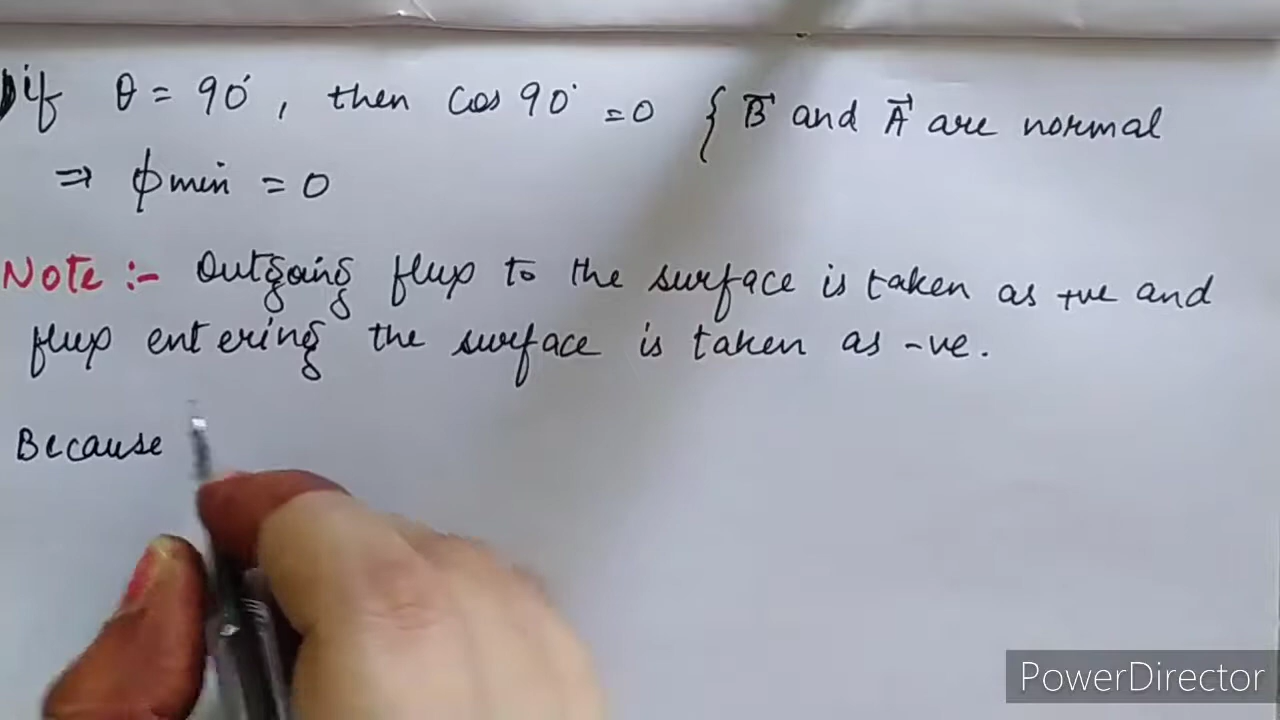 if θ = 90°, then cos 90° = 0 { B⃗ and A⃗ are normal
⇒ ϕ min = 0
Note :- Outgoing flux to the surface is taken as +ve and
flux entering the surface is taken as -ve.
Because
PowerDirector